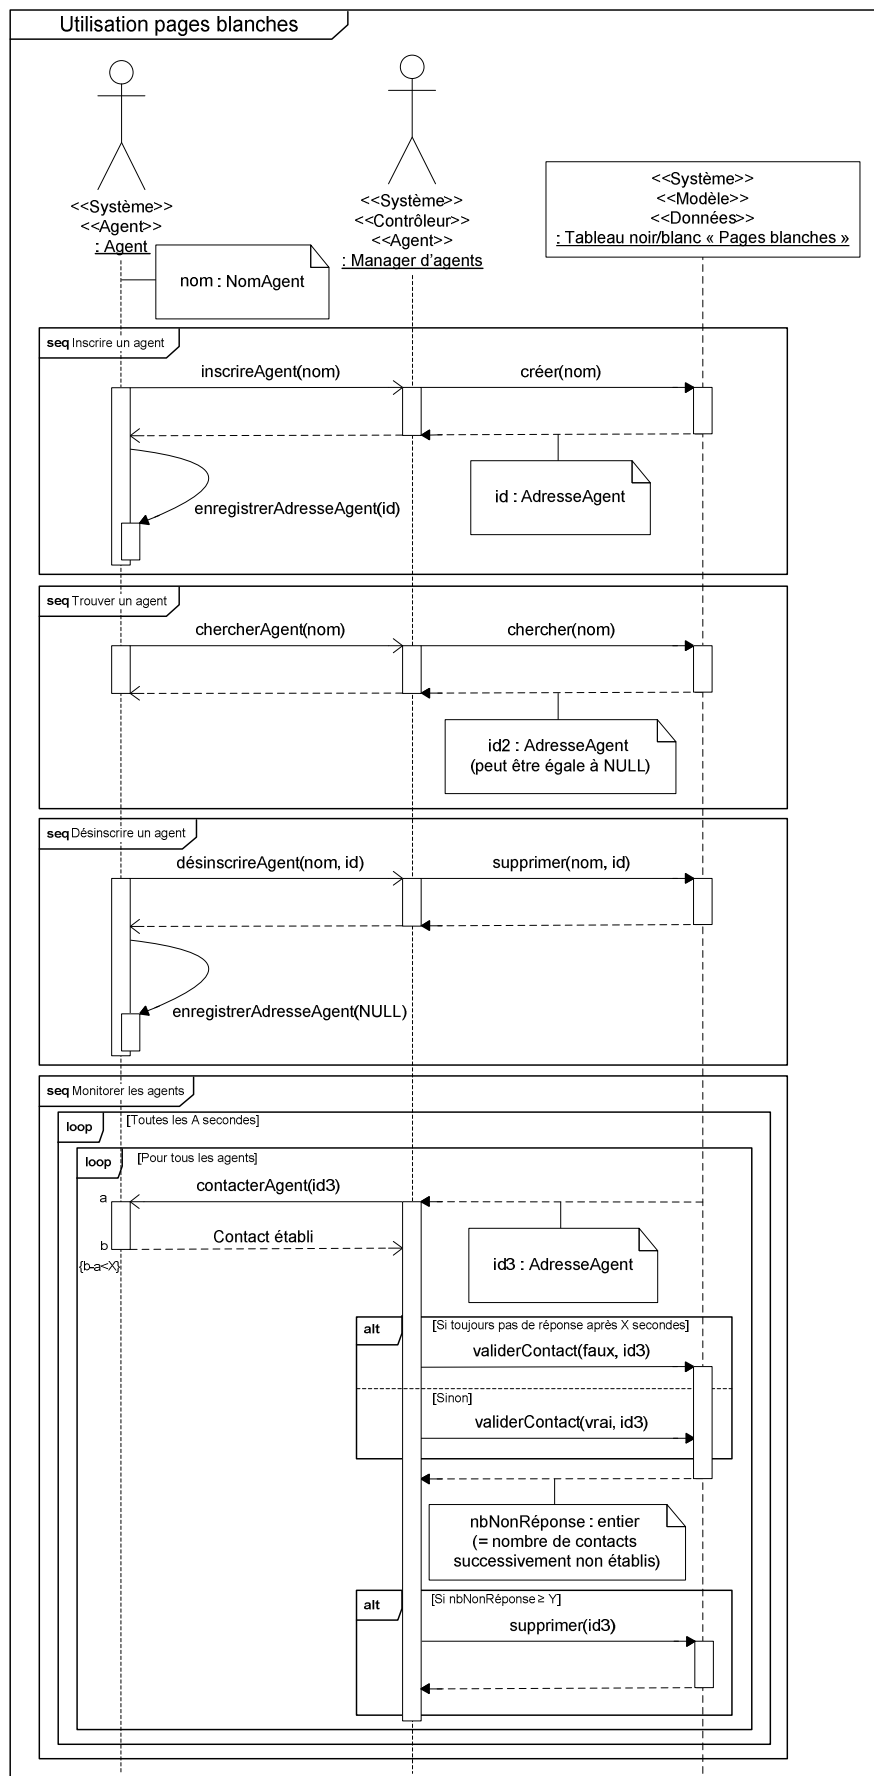 Utilisation pages blanches
<<Système>>
<<Agent>>
: Agent
<<Système>>
<<Contrôleur>>
<<Agent>>
: Manager d'agents
<<Système>>
<<Modèle>>
<<Données>>
: Tableau noir/blanc « Pages blanches »
nom : NomAgent
seq Inscrire un agent
inscrireAgent(nom)
créer(nom)
id : AdresseAgent
enregistrerAdresseAgent(id)
seq Trouver un agent
chercherAgent(nom)
chercher(nom)
id2 : AdresseAgent
(peut être égale à NULL)
seq Désinscrire un agent
désinscrireAgent(nom, id)
supprimer(nom, id)
enregistrerAdresseAgent(NULL)
seq Monitorer les agents
loop
[Toutes les A secondes]
loop
[Pour tous les agents]
contacterAgent(id3)
a
Contact établi
b
{b-a<X}
id3 : AdresseAgent
alt
[Si toujours pas de réponse après X secondes]
validerContact(faux, id3)
[Sinon]
validerContact(vrai, id3)
nbNonRéponse : entier
(= nombre de contacts
successivement non établis)
alt
[Si nbNonRéponse ≥ Y]
supprimer(id3)